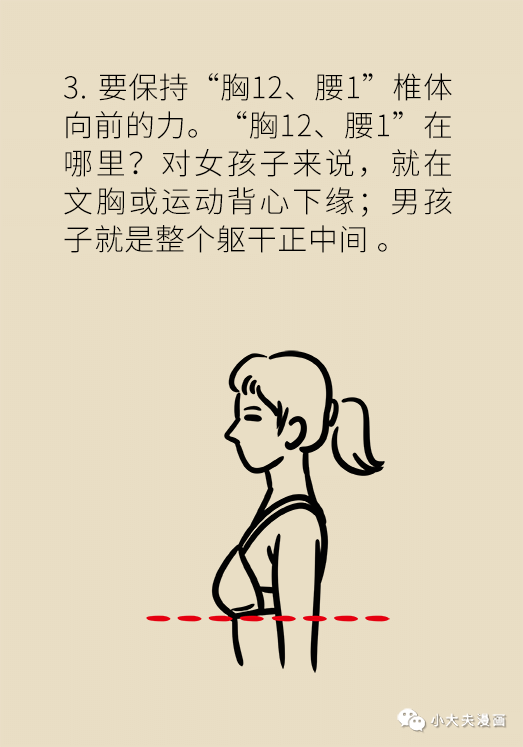 3. 要保持“胸12、腰1”椎体
向前的力。“胸12、腰1”在
哪里？对女孩子来说，就在
文胸或运动背心下缘；男孩
子就是整个躯干正中间 。
小大夫漫画